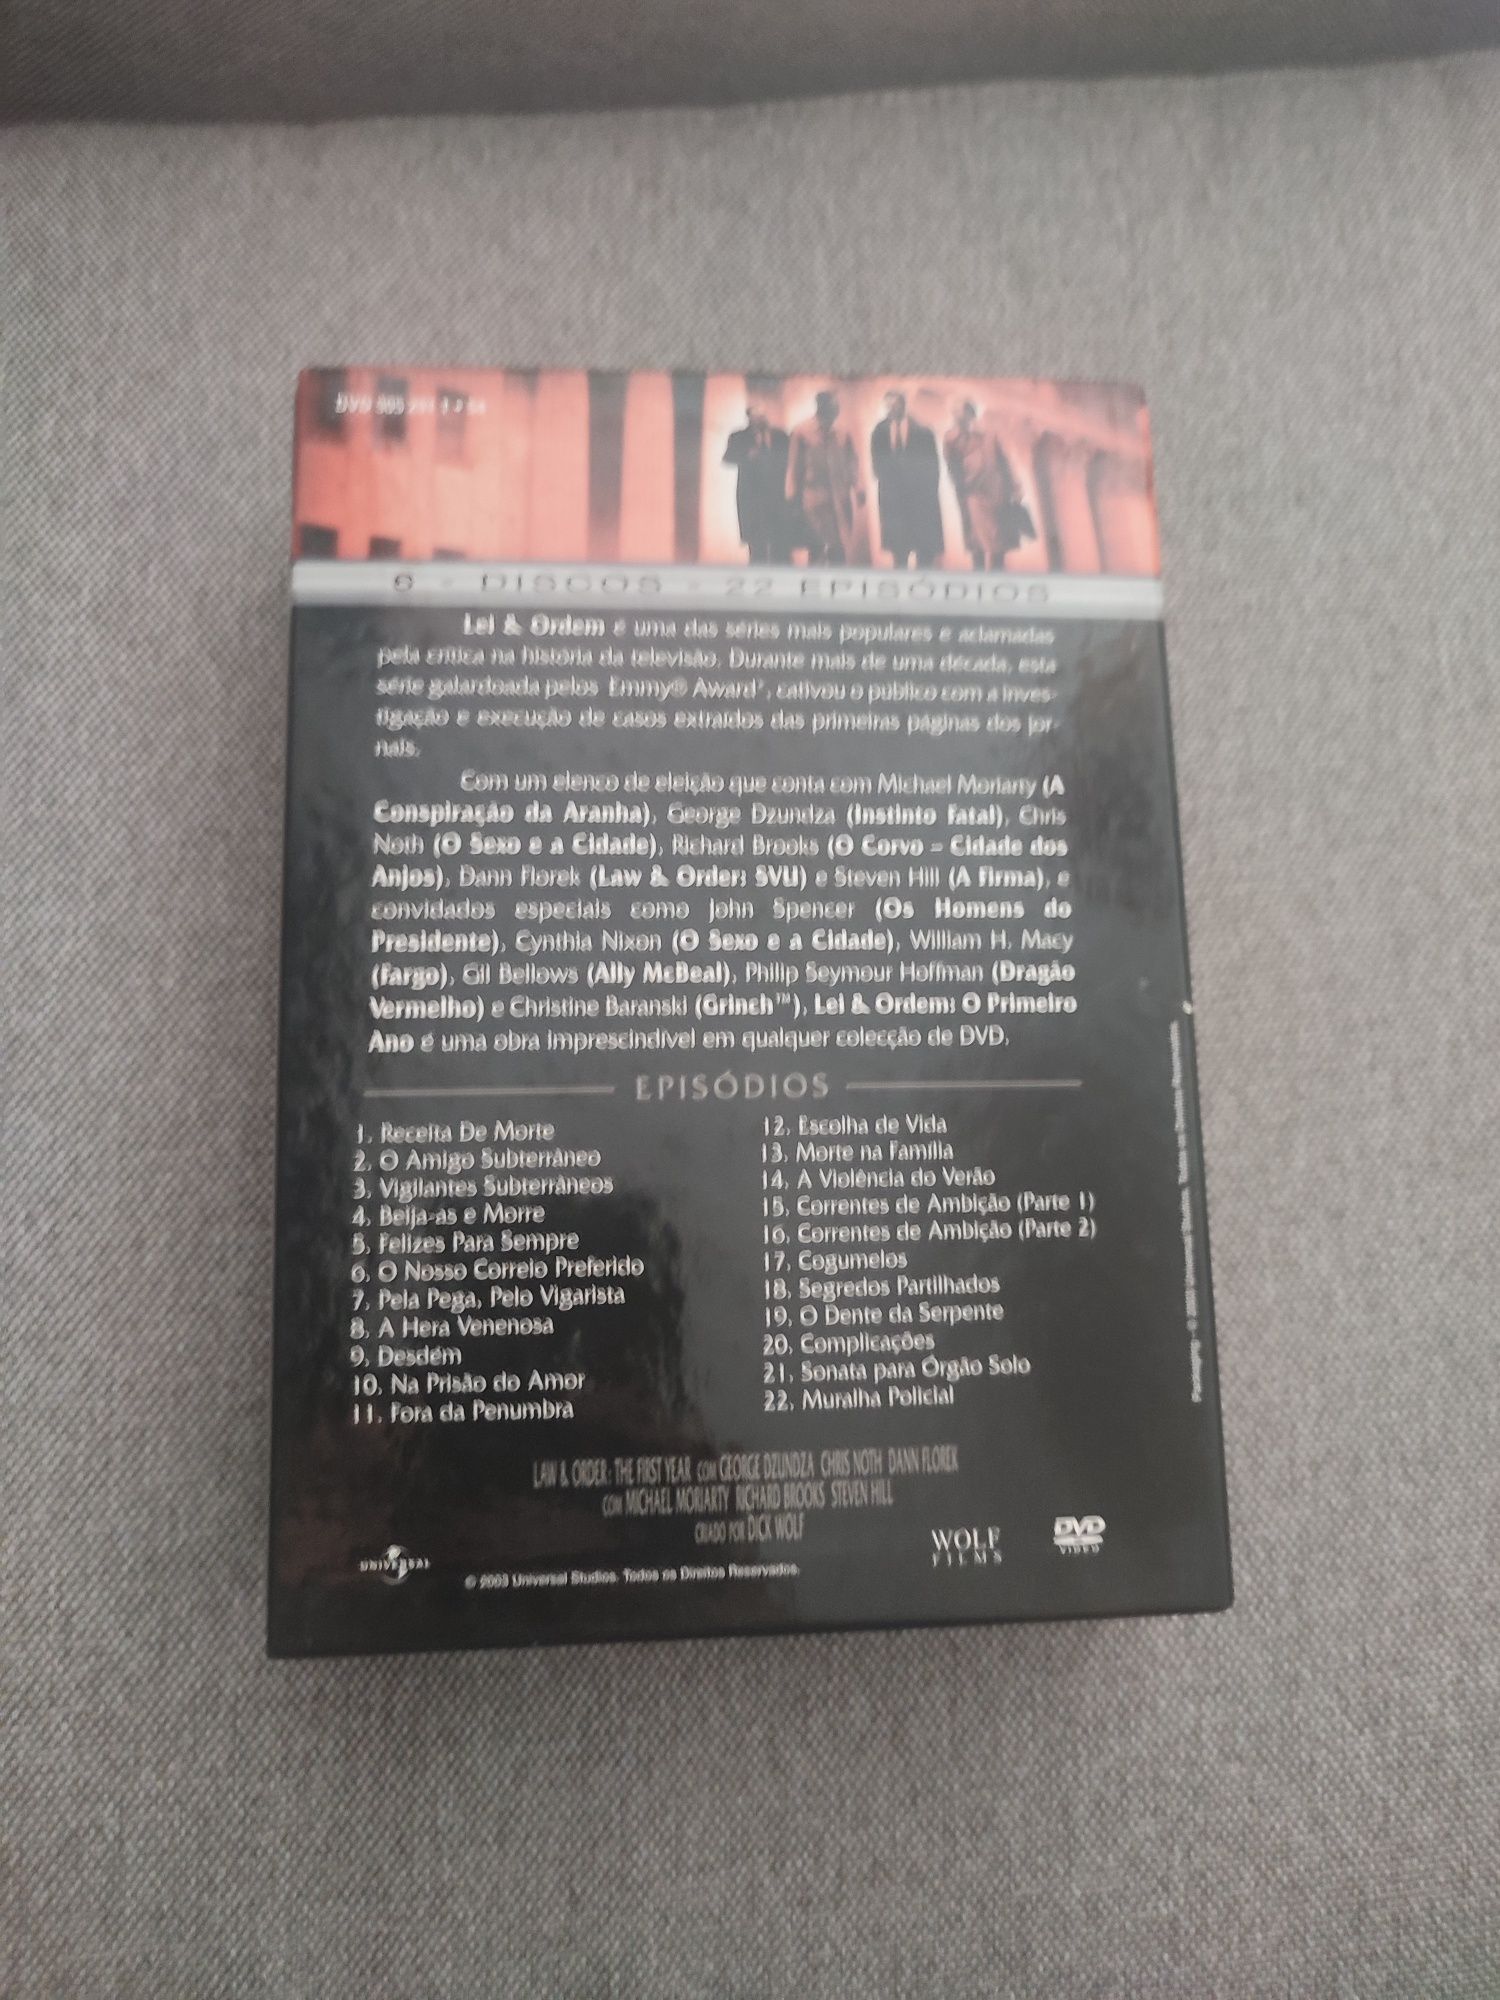 6 - DISCOS - 22 EPISÓDIOS
Lei & Ordem é uma das séries mais populares e aclamadas
pela crítica na história da televisão. Durante mais de uma década, esta
série galardoada pelos Emmy® Award*, cativou o público com a inves-
tigação e execução de casos extraídos das primeiras páginas dos jor-
nais.
Com um elenco de eleição que conta com Michael Moriarty (A
Conspiração da Aranha), George Dzundza (Instinto Fatal), Chris
Noth (O Sexo e a Cidade), Richard Brooks (O Corvo – Cidade dos
Anjos), Dann Florek (Law & Order: SVU) e Steven Hill (A Firma), e
convidados especiais como John Spencer (Os Homens do
Presidente), Cynthia Nixon (O Sexo e a Cidade), William H. Macy
(Fargo), Gil Bellows (Ally McBeal), Philip Seymour Hoffman (Dragão
Vermelho) e Christine Baranski (Grinch™), Lei & Ordem: O Primeiro
Ano é uma obra imprescindível em qualquer colecção de DVD.
EPISÓDIOS
1. Receita De Morte
2. O Amigo Subterrâneo
3. Vigilantes Subterrâneos
4. Beija-as e Morre
5. Felizes Para Sempre
6. O Nosso Correio Preferido
7. Pela Pega, Pelo Vigarista
8. A Hera Venenosa
9. Desdém
10. Na Prisão do Amor
11. Fora da Penumbra
12. Escolha de Vida
13. Morte na Família
14. A Violência do Verão
15. Correntes de Ambição (Parte 1)
16. Correntes de Ambição (Parte 2)
17. Cogumelos
18. Segredos Partilhados
19. O Dente da Serpente
20. Complicações
21. Sonata para Órgão Solo
22. Muralha Policial
LAW & ORDER: THE FIRST YEAR COM GEORGE DZUNDZA CHRIS NOTH DANN FLOREK
COM MICHAEL MORIARTY RICHARD BROOKS STEVEN HILL
CRIADO POR DICK WOLF
UNIVERSAL
© 2003 Universal Studios. Todos os Direitos Reservados.
WOLF
FILMS
DVD
VIDEO